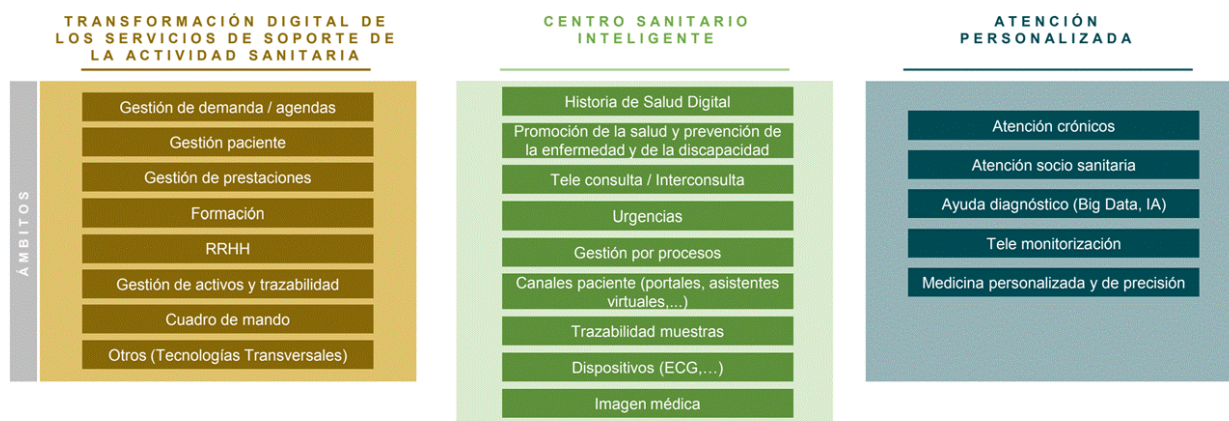 TRANSFORMACIÓN DIGITAL DE
LOS SERVICIOS DE SOPORTE DE
LA ACTIVIDAD SANITARIA
ÁMBITOS
Gestión de demanda / agendas
Gestión paciente
Gestión de prestaciones
Formación
RRHH
Gestión de activos y trazabilidad
Cuadro de mando
Otros (Tecnologías Transversales)
CENTRO SANITARIO
INTELIGENTE
Historia de Salud Digital
Promoción de la salud y prevención de
la enfermedad y de la discapacidad
Tele consulta / Interconsulta
Urgencias
Gestión por procesos
Canales paciente (portales, asistentes
virtuales,...)
Trazabilidad muestras
Dispositivos (ECG,...)
Imagen médica
ATENCIÓN
PERSONALIZADA
Atención crónicos
Atención socio sanitaria
Ayuda diagnóstico (Big Data, IA)
Tele monitorización
Medicina personalizada y de precisión